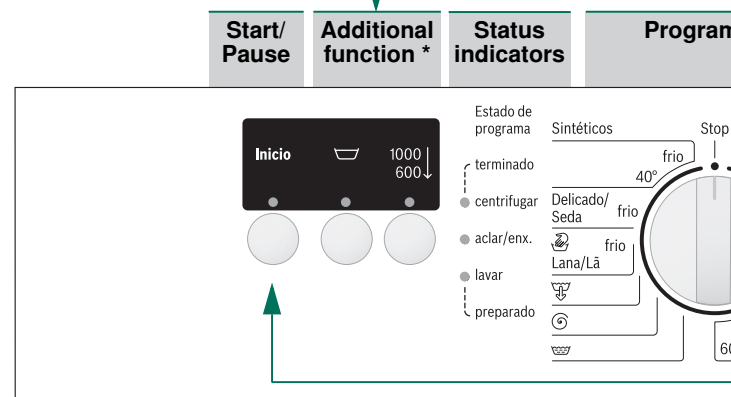 Start/
Pause
Additional
function *
Status
indicators
Program
Inicio
1000
600
Estado de
programa
terminado
centrifugar
aclar/enx.
lavar
preparado
Sintéticos
frio
40°
Delicado/
Seda
frio
frio
Lana/Lã
Stop
60